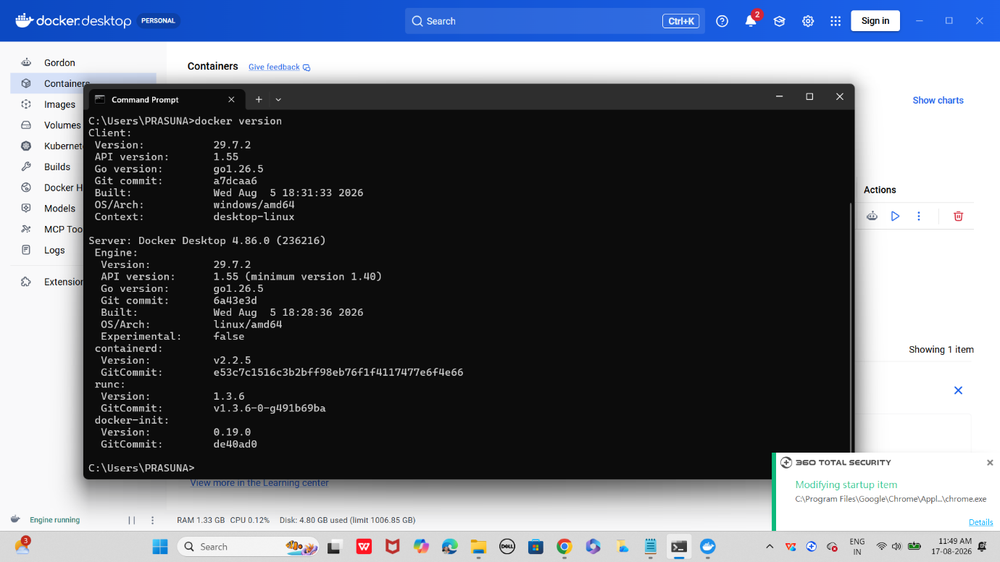 docker.desktop PERSONAL
Search Ctrl+K
2
Sign in
Gordon
Containers
Images
Volumes
Kubernet
Builds
Docker H
Models
MCP Too
Logs
Extension
Containers Give feedback
Show charts
Command Prompt
C:\Users\PRASUNA>docker version
Client:
Version: 29.7.2
API version: 1.55
Go version: go1.26.5
Git commit: a7dcaa6
Built: Wed Aug  5 18:31:33 2026
OS/Arch: windows/amd64
Context: desktop-linux
Server: Docker Desktop 4.86.0 (236216)
Engine:
Version: 29.7.2
API version: 1.55 (minimum version 1.40)
Go version: go1.26.5
Git commit: 6a43e3d
Built: Wed Aug  5 18:28:36 2026
OS/Arch: linux/amd64
Experimental: false
containerd:
Version: v2.2.5
GitCommit: e53c7c1516c3b2bff98eb76f1f4117477e6f4e66
runc:
Version: 1.3.6
GitCommit: v1.3.6-0-g491b69ba
docker-init:
Version: 0.19.0
GitCommit: de40ad0
C:\Users\PRASUNA>
Actions
Showing 1 item
View more in the Learning center
360 TOTAL SECURITY
Modifying startup item
C:\Program Files\Google\Chrome\Appl...\chrome.exe
Details
Engine running
RAM 1.33 GB CPU 0.12% Disk: 4.80 GB used (limit 1006.85 GB)
3
Search
DELL
ENG
IN
11:49 AM
17-08-2026